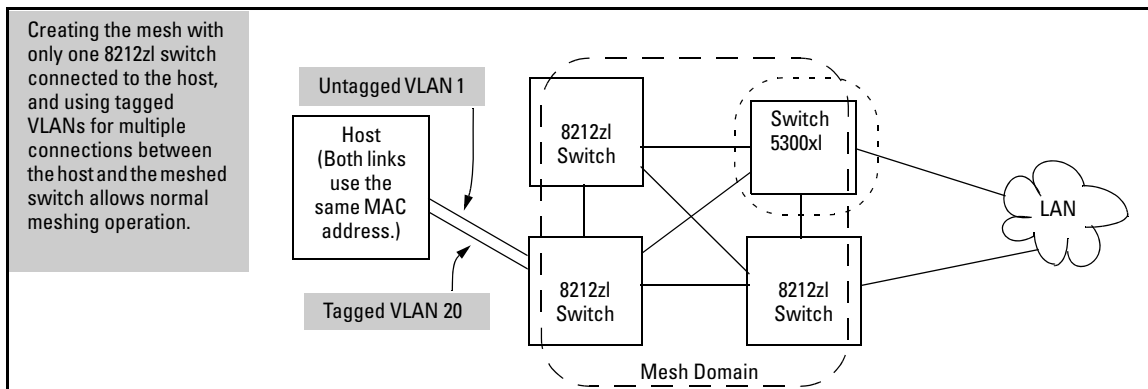 Creating the mesh with
only one 8212zl switch
connected to the host,
and using tagged
VLANs for multiple
connections between
the host and the meshed
switch allows normal
meshing operation.
Untagged VLAN 1
Host
(Both links
use the
same MAC
address.)
Tagged VLAN 20
8212zl
Switch
Switch
5300xl
8212zl
Switch
8212zl
Switch
LAN
Mesh Domain